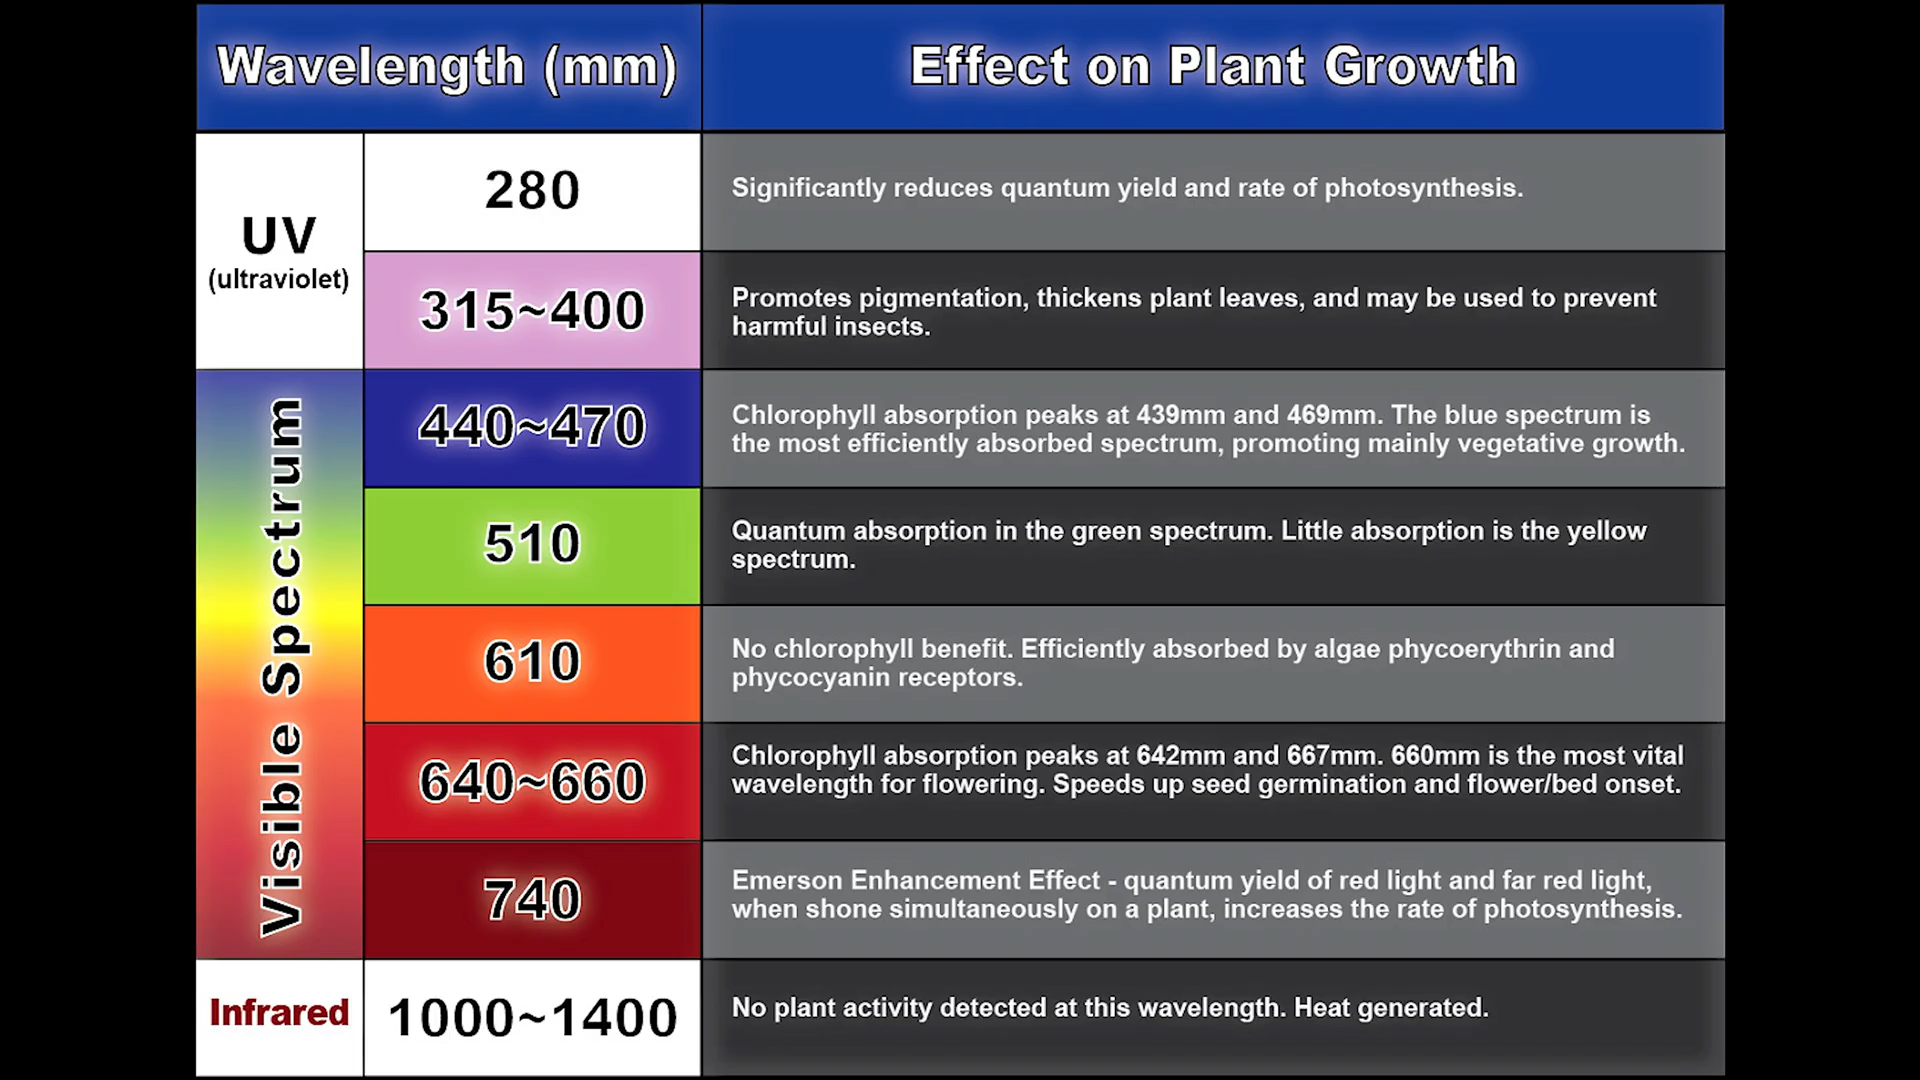 Wavelength (mm)
Effect on Plant Growth
UV
(ultraviolet)
280
Significantly reduces quantum yield and rate of photosynthesis.
315~400
Promotes pigmentation, thickens plant leaves, and may be used to prevent
harmful insects.
Visible Spectrum
440~470
Chlorophyll absorption peaks at 439mm and 469mm. The blue spectrum is
the most efficiently absorbed spectrum, promoting mainly vegetative growth.
510
Quantum absorption in the green spectrum. Little absorption is the yellow
spectrum.
610
No chlorophyll benefit. Efficiently absorbed by algae phycoerythrin and
phycocyanin receptors.
640~660
Chlorophyll absorption peaks at 642mm and 667mm. 660mm is the most vital
wavelength for flowering. Speeds up seed germination and flower/bed onset.
740
Emerson Enhancement Effect - quantum yield of red light and far red light,
when shone simultaneously on a plant, increases the rate of photosynthesis.
Infrared
1000~1400
No plant activity detected at this wavelength. Heat generated.